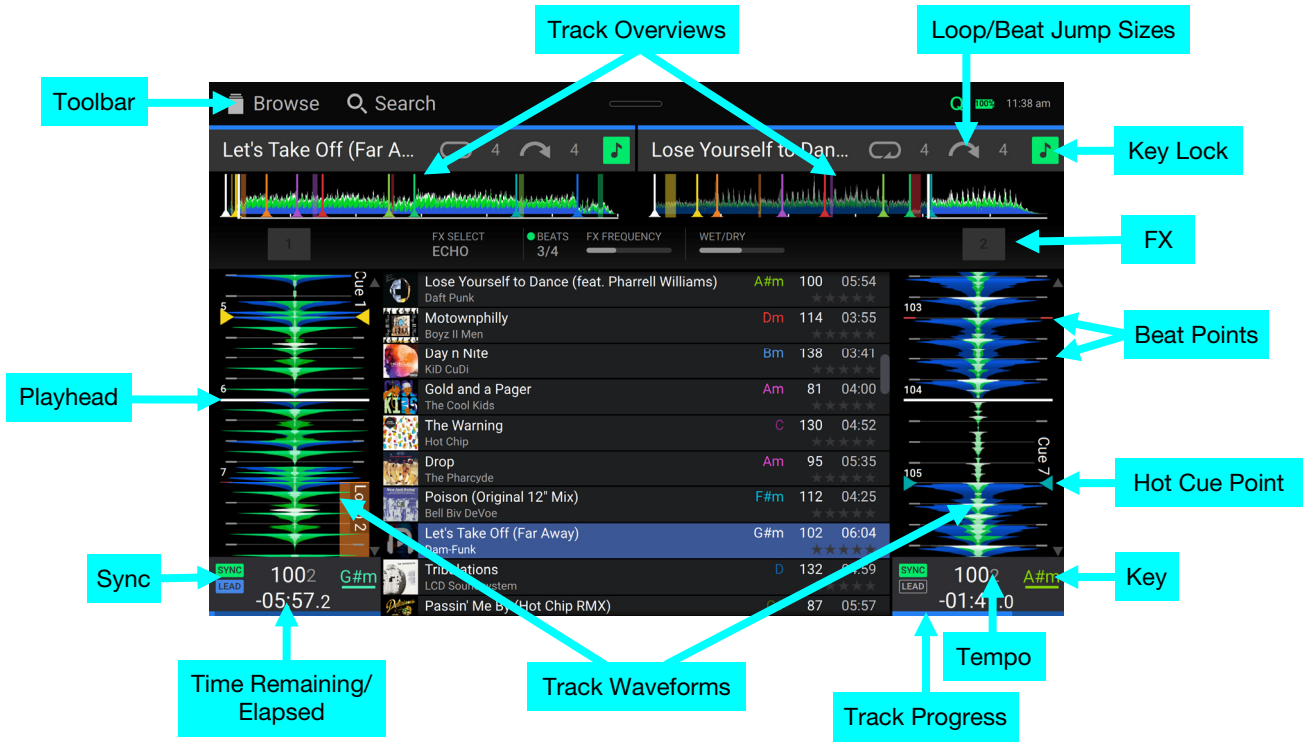 Track Overviews
Loop/Beat Jump Sizes
Toolbar
Browse
Search
Q
100%
11:38 am
Let's Take Off (Far A...
4
4
Lose Yourself to Dan...
4
4
Key Lock
1
FX SELECT
ECHO
BEATS
3/4
FX FREQUENCY
WET/DRY
2
FX
Cue 1
5
6
7
Playhead
Lose Yourself to Dance (feat. Pharrell Williams) A#m 100 05:54
Daft Punk
Motownphilly Dm 114 03:55
Boyz II Men
Day n Nite Bm 138 03:41
KiD CuDi
Gold and a Pager Am 81 04:00
The Cool Kids
The Warning C 130 04:52
Hot Chip
Drop Am 95 05:35
The Pharcyde
Poison (Original 12" Mix) F#m 112 04:25
Bell Biv DeVoe
Let's Take Off (Far Away) G#m 102 06:04
Dam-Funk
Tribulations D 132
LCD Soundsystem
Passin' Me By (Hot Chip RMX) 87 05:57
103
104
105
Cue 7
Beat Points
Hot Cue Point
Sync
SYNC
LEAD
1002
G#m
-05:57.2
SYNC
LEAD
1002
A#m
Key
Time Remaining/
Elapsed
Track Waveforms
Tempo
Track Progress